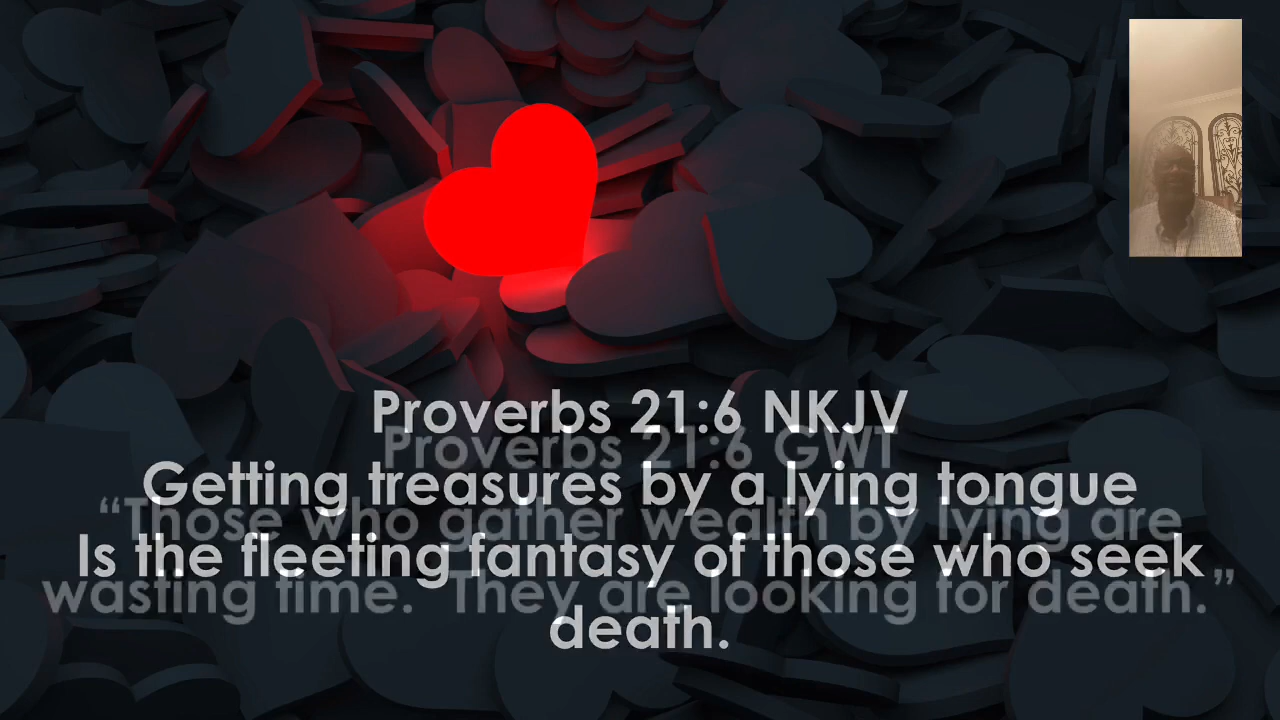 Proverbs 21:6 NKJV
Getting treasures by a lying tongue
Is the fleeting fantasy of those who seek
death.
Proverbs 21:6 GWT
“Those who gather wealth by lying are
wasting time.  They are looking for death.”